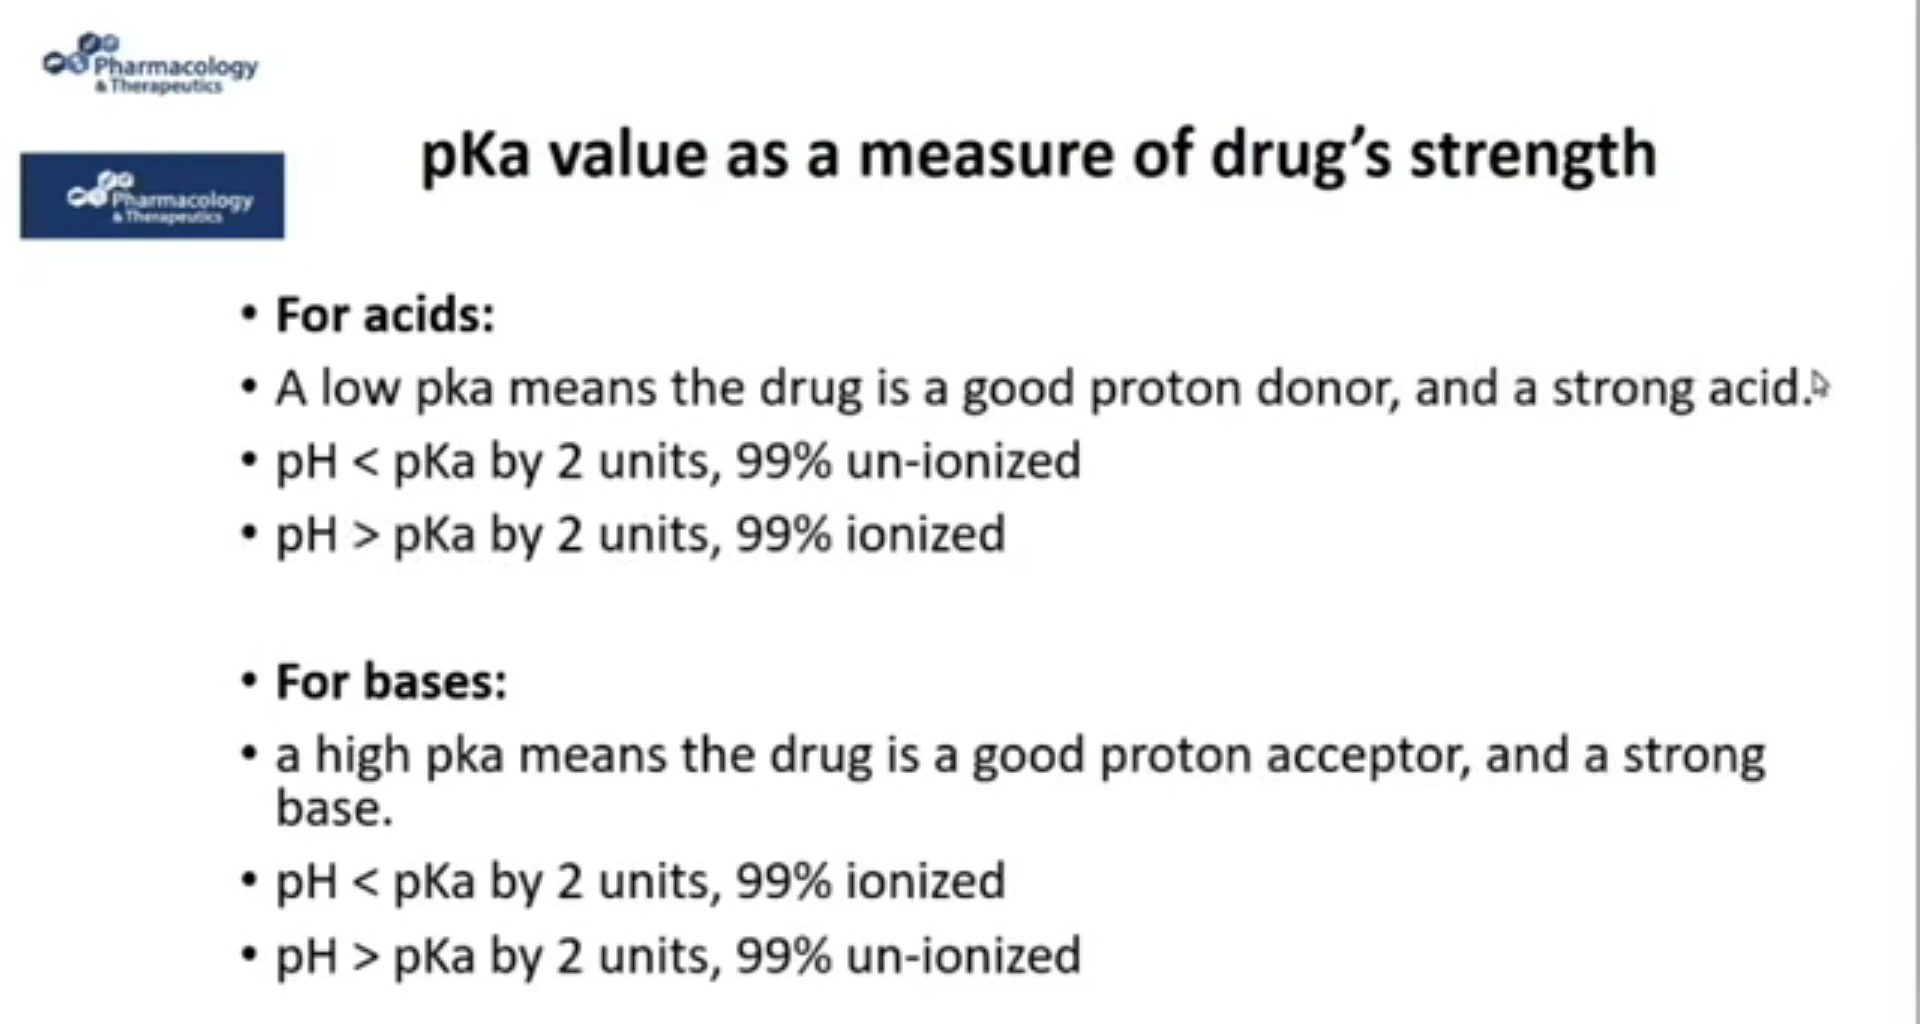 Pharmacology
& Therapeutics
Pharmacology
& Therapeutics
pKa value as a measure of drug's strength
• For acids:
• A low pka means the drug is a good proton donor, and a strong acid.
• pH < pKa by 2 units, 99% un-ionized
• pH > pKa by 2 units, 99% ionized
• For bases:
• a high pka means the drug is a good proton acceptor, and a strong
base.
• pH < pKa by 2 units, 99% ionized
• pH > pKa by 2 units, 99% un-ionized